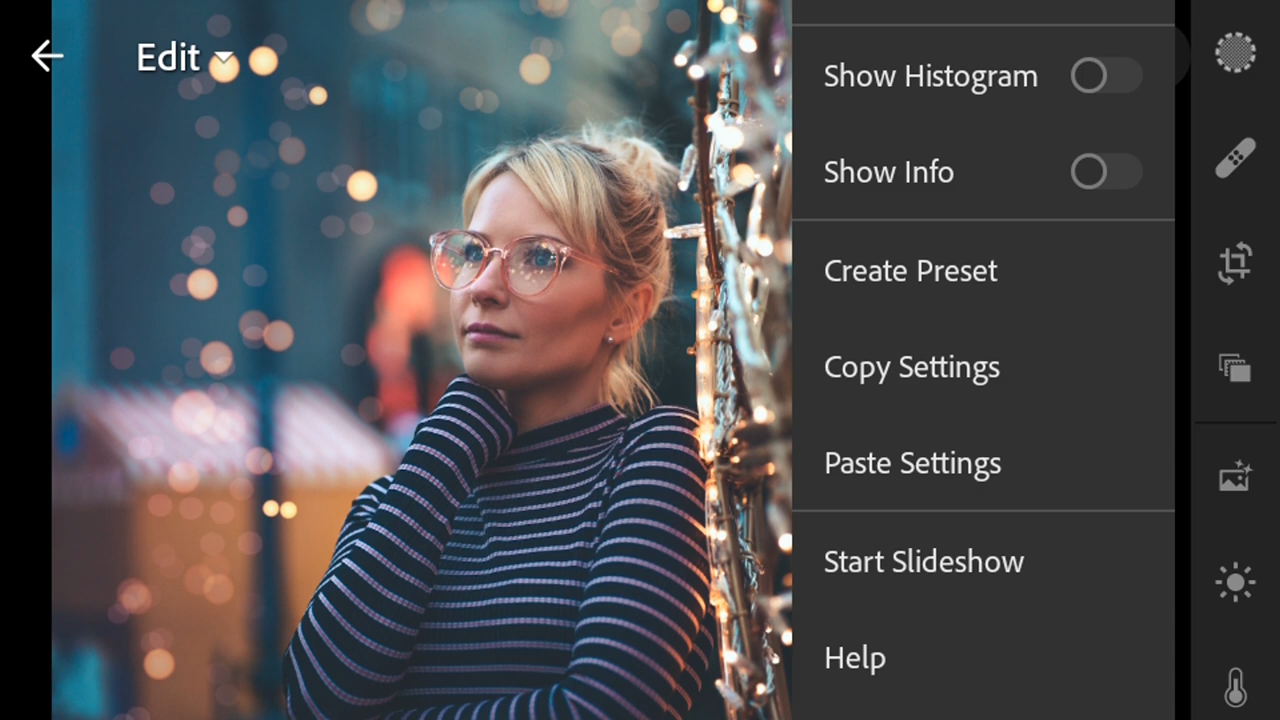 Edit
Show Histogram
Show Info
Create Preset
Copy Settings
Paste Settings
Start Slideshow
Help